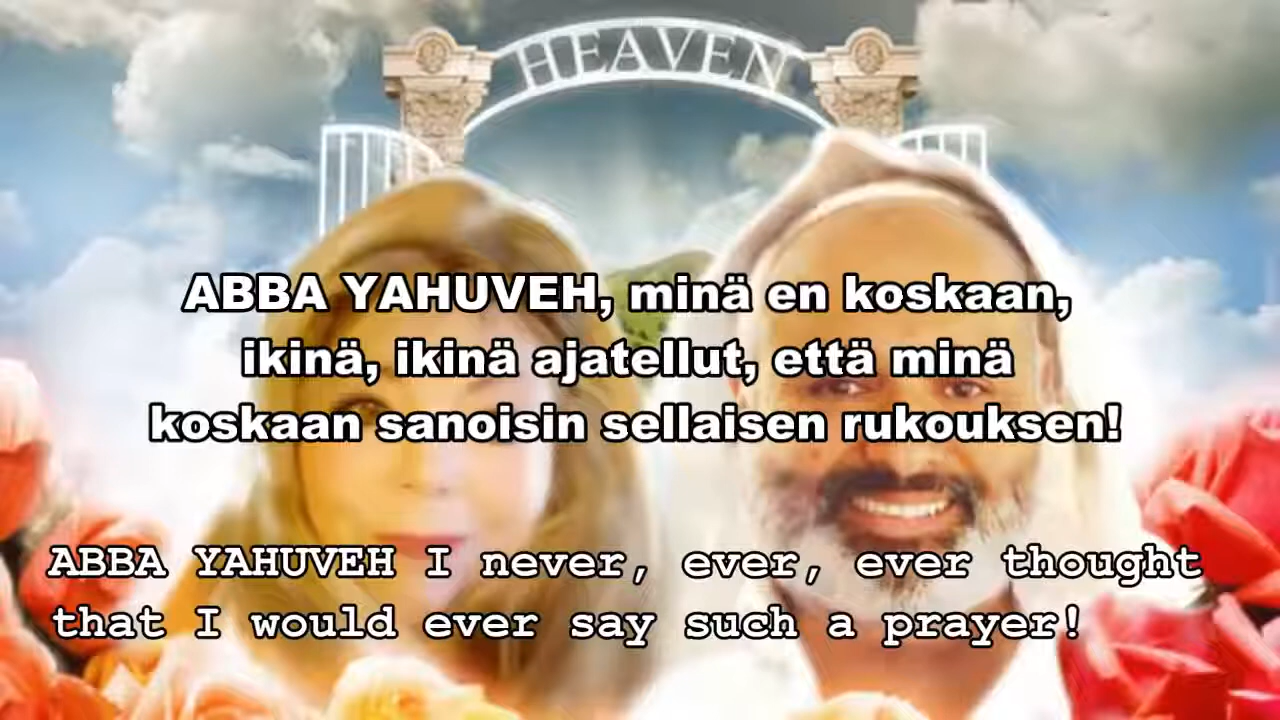 HEAVEN
ABBA YAHUVEH, minä en koskaan,
ikinä, ikinä ajatellut, että minä
koskaan sanoisin sellaisen rukouksen!
ABBA YAHUVEH I never, ever, ever thought
that I would ever say such a prayer!